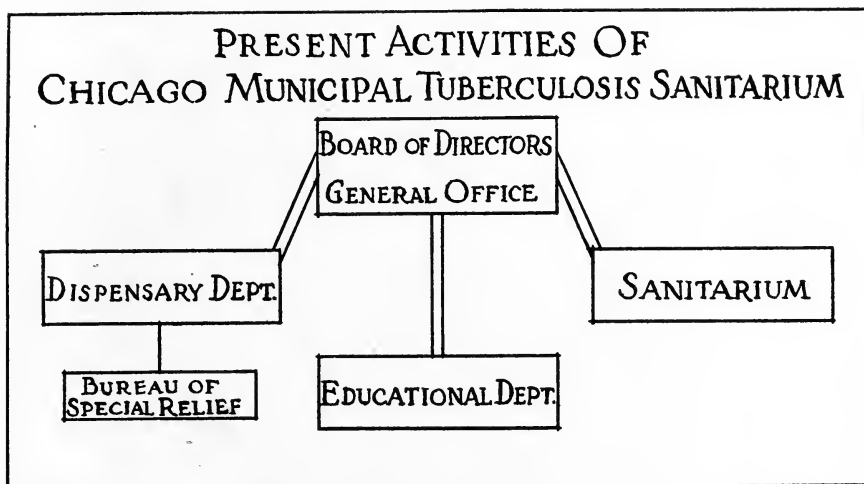 PRESENT ACTIVITIES OF
CHICAGO MUNICIPAL TUBERCULOSIS SANITARIUM
BOARD OF DIRECTORS
GENERAL OFFICE
DISPENSARY DEPT.
SANITARIUM
BUREAU OF
SPECIAL RELIEF
EDUCATIONAL DEPT.